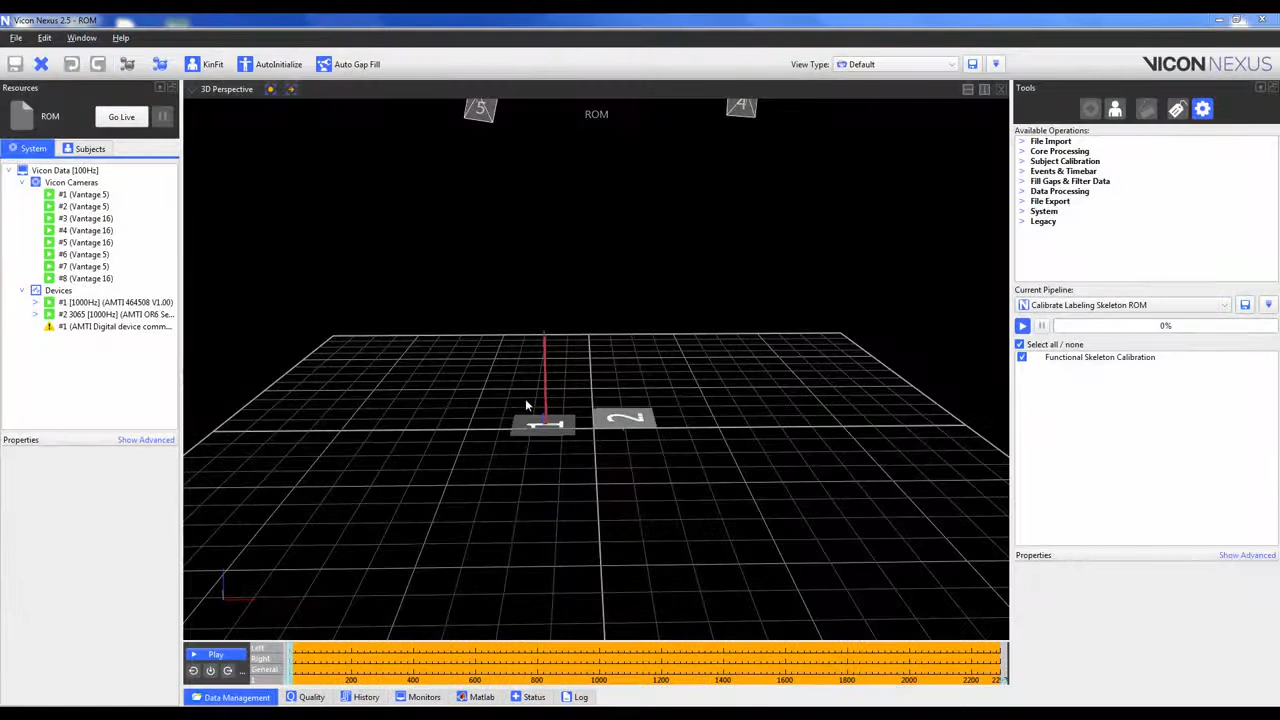 Vicon Nexus 2.5 - ROM
File Edit Window Help
KinFit AutoInitialize Auto Gap Fill View Type: Default VICON NEXUS
Resources
ROM Go Live
System Subjects
Vicon Data [100Hz]
Vicon Cameras
#1 (Vantage 5)
#2 (Vantage 5)
#3 (Vantage 16)
#4 (Vantage 16)
#5 (Vantage 16)
#6 (Vantage 5)
#7 (Vantage 5)
#8 (Vantage 16)
Devices
#1 [1000Hz] (AMTI 464508 V1.00)
#2 3065 [1000Hz] (AMTI OR6 Se...
#1 (AMTI Digital device comm...
Properties Show Advanced
3D Perspective
5 ROM 4
1 2
Play
Left
Right
General
200 400 600 800 1000 1200 1400 1600 1800 2000
Data Management Quality History Monitors Matlab Status Log
Tools
Available Operations:
> File Import
> Core Processing
> Subject Calibration
> Events & Timebar
> Fill Gaps & Filter Data
> Data Processing
> File Export
> System
> Legacy
Current Pipeline:
Calibrate Labeling Skeleton ROM
0%
Select all / none
Functional Skeleton Calibration
Properties Show Advanced